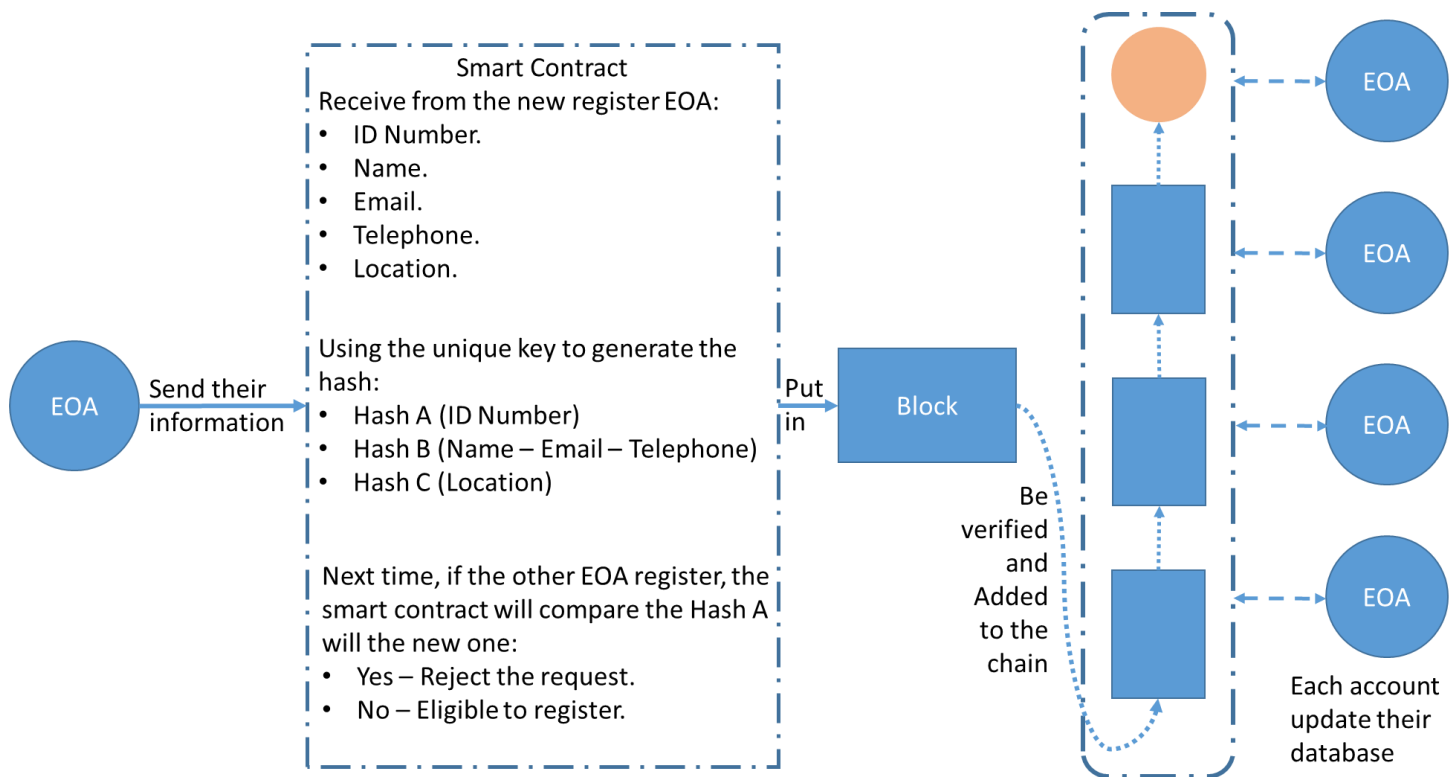 Smart Contract
Receive from the new register EOA:
• ID Number.
• Name.
• Email.
• Telephone.
• Location.
Using the unique key to generate the
hash:
• Hash A (ID Number)
• Hash B (Name – Email – Telephone)
• Hash C (Location)
Next time, if the other EOA register, the
smart contract will compare the Hash A
will the new one:
• Yes – Reject the request.
• No – Eligible to register.
EOA
Send their
information
Put
in
Block
Be
verified
and
Added
to the
chain
EOA
EOA
EOA
EOA
Each account
update their
database